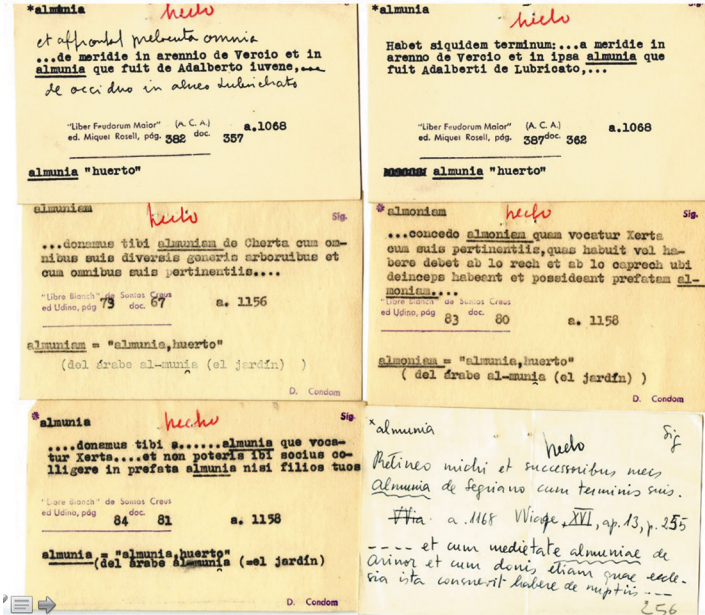 *almunia
hecho
et affrontat prelocuta omnia
...de meridie in arennio de Vercio et in
almunia que fuit de Adalberto iuvene,...
de occiduo in alveo Lubrichato
"Liber Feudorum Maior" (A. C. A.)
ed. Miquel Rosell, pág. 382 doc. 357 a.1068
almunia "huerto"
*almunia
hecho
Habet siquidem terminum:...a meridie in
arenno de Vercio et in ipsa almunia que
fuit Adalberti de Lubricato,...
"Liber Feudorum Maior" (A. C. A.)
ed. Miquel Rosell, pág. 387 doc. 362 a.1068
almunia "huerto"
almuniam
hecho
Sig.
...donamus tibi almuniam de Cherta cum om-
nibus suis diversis generis arboruibus et
cum omnibus suis pertinentiis....
"Libre Blanch" de Santas Creus
ed Udina, pág 73 doc. 67 a. 1156
almuniam = "almunia,huerto"
(del árabe al-munia (el jardín) )
D. Condom
*almoniam
hecho
Sig.
...concedo almoniam quam vocatur Xerta
cum suis pertinentiis,quas habuit vel ha-
bere debet ab lo rech et ab lo caprech ubi
deinceps habeant et possideant prefatam al-
moniam....
"Libre Blanch" de Santas Creus
ed Udina, pág 83 doc. 80 a. 1158
almoniam = "almunia,huerto"
( del árabe al-munia (el jardín) )
D. Condom
*almunia
hecho
Sig.
....donamus tibi a......almunia que voca-
tur Xerta....et non poteris ibi socius co-
lligere in prefata almunia nisi filios tuos
"Libre Blanch" de Santas Creus
ed Udina, pág 84 81 a. 1158
almunia = "almunia,huerto"
(del árabe almunia (=el jardín)
D. Condom
*almunia
hecho
Sig
Retineo michi et successoribus meis
almunia de Segriano cum terminis suis.
a. 1168 Viage, XVI, ap. 13, p. 255
---- et cum medietate almuniae de
Arinor et cum donis etiam quae eccle-
sia ista consuevit habere de nuptiis ---
256